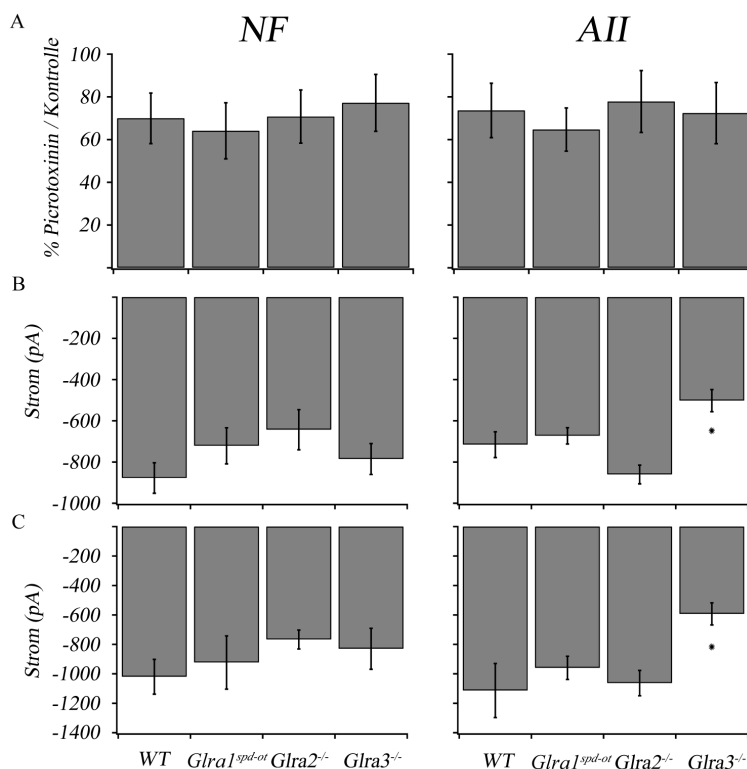 A
NF
AII
% Picrotoxinin / Kontrolle
100
80
60
40
20
B
Strom (pA)
-200
-400
-600
-800
-1000
*
C
Strom (pA)
-200
-400
-600
-800
-1000
-1200
-1400
*
WT Glra1spd-ot Glra2-/- Glra3-/-
WT Glra1spd-ot Glra2-/- Glra3-/-